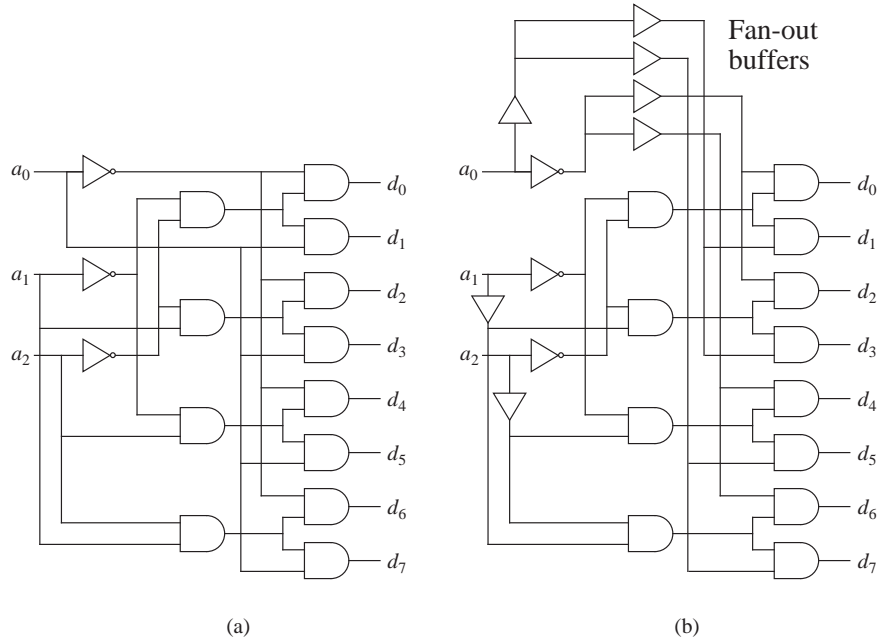 Fan-out
buffers
a₀
d₀
d₁
a₁
d₂
a₂
d₃
d₄
d₅
d₆
d₇
a₀
d₀
d₁
a₁
d₂
a₂
d₃
d₄
d₅
d₆
d₇
(a)
(b)